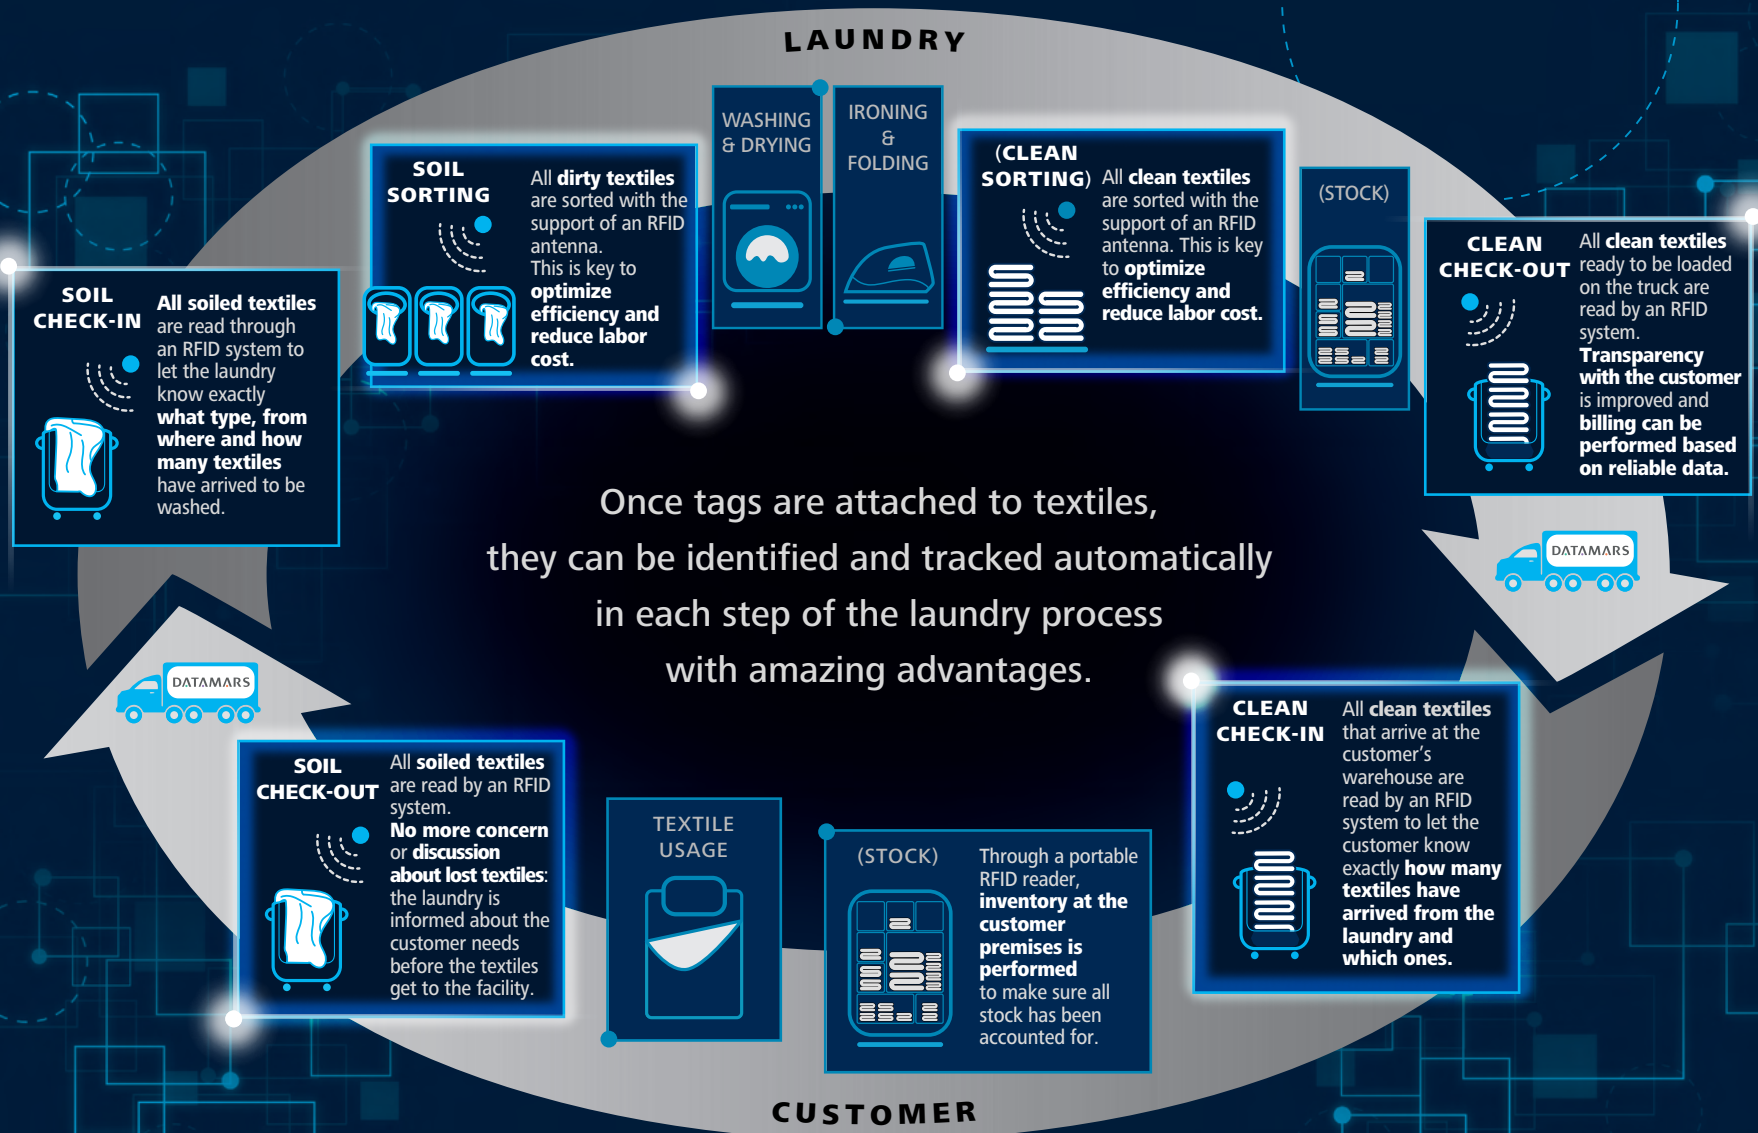 LAUNDRY
SOIL
CHECK-IN
All soiled textiles
are read through
an RFID system to
let the laundry
know exactly
what type, from
where and how
many textiles
have arrived to be
washed.
SOIL
SORTING
All dirty textiles
are sorted with the
support of an RFID
antenna.
This is key to
optimize
efficiency and
reduce labor
cost.
WASHING
& DRYING
IRONING
&
FOLDING
(CLEAN
SORTING)
All clean textiles
are sorted with the
support of an RFID
antenna. This is key
to optimize
efficiency and
reduce labor cost.
(STOCK)
CLEAN
CHECK-OUT
All clean textiles
ready to be loaded
on the truck are
read by an RFID
system.
Transparency
with the customer
is improved and
billing can be
performed based
on reliable data.
Once tags are attached to textiles,
they can be identified and tracked automatically
in each step of the laundry process
with amazing advantages.
DATAMARS
DATAMARS
CLEAN
CHECK-IN
All clean textiles
that arrive at the
customer's
warehouse are
read by an RFID
system to let the
customer know
exactly how many
textiles have
arrived from the
laundry and
which ones.
(STOCK)
Through a portable
RFID reader,
inventory at the
customer
premises is
performed
to make sure all
stock has been
accounted for.
TEXTILE
USAGE
SOIL
CHECK-OUT
All soiled textiles
are read by an RFID
system.
No more concern
or discussion
about lost textiles:
the laundry is
informed about the
customer needs
before the textiles
get to the facility.
CUSTOMER